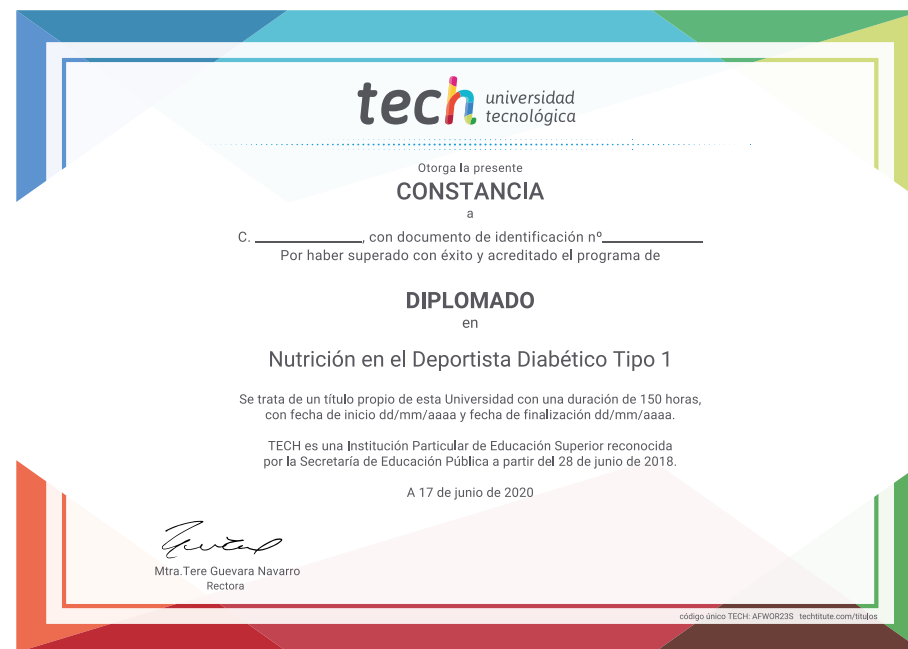 tech universidad
tecnológica
Otorga la presente
CONSTANCIA
a
C. ____________, con documento de identificación nº____________
Por haber superado con éxito y acreditado el programa de
DIPLOMADO
en
Nutrición en el Deportista Diabético Tipo 1
Se trata de un título propio de esta Universidad con una duración de 150 horas,
con fecha de inicio dd/mm/aaaa y fecha de finalización dd/mm/aaaa.
TECH es una Institución Particular de Educación Superior reconocida
por la Secretaría de Educación Pública a partir del 28 de junio de 2018.
A 17 de junio de 2020
Mtra.Tere Guevara Navarro
Rectora
código único TECH: AFWOR23S techtitute.com/titulos